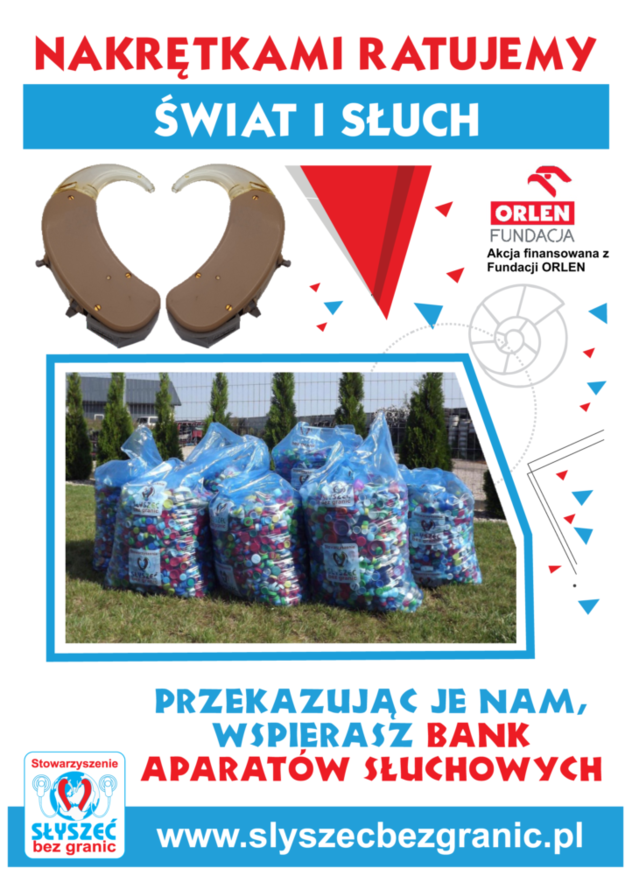 NAKRĘTKAMI RATUJEMY
ŚWIAT I SŁUCH
ORLEN
FUNDACJA
Akcja finansowana z
Fundacji ORLEN
PRZEKAZUJĄC JE NAM,
WSPIERASZ BANK
APARATÓW SŁUCHOWYCH
Stowarzyszenie
SŁYSZEĆ
bez granic
www.slyszecbezgranic.pl